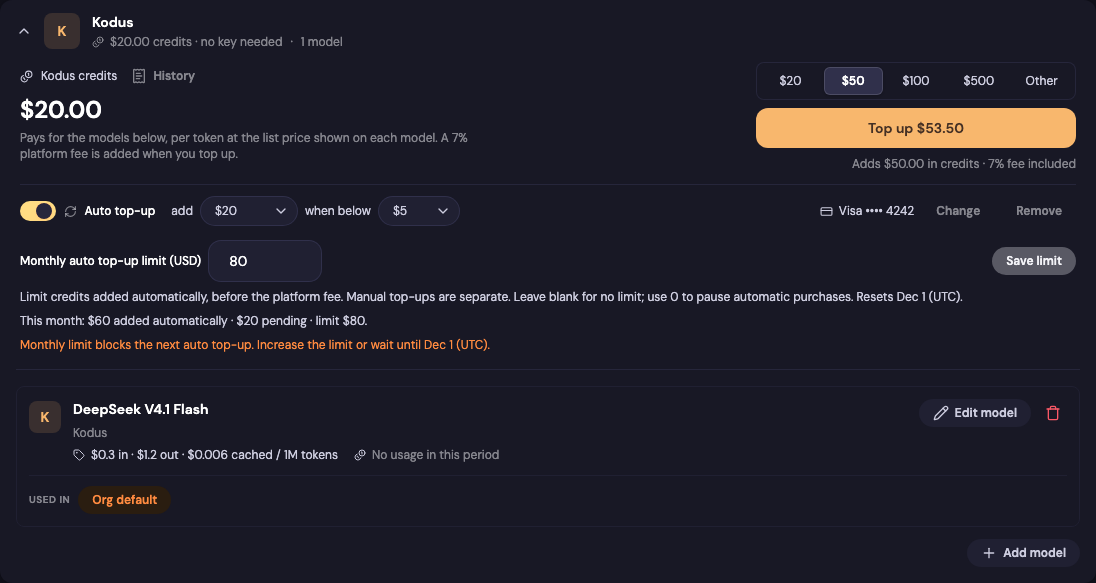 K
Kodus
$20.00 credits · no key needed · 1 model
Kodus credits History
$20 $50 $100 $500 Other
$20.00
Top up $53.50
Pays for the models below, per token at the list price shown on each model. A 7%
platform fee is added when you top up.
Adds $50.00 in credits · 7% fee included
Auto top-up add $20 when below $5 Visa •••• 4242 Change Remove
Monthly auto top-up limit (USD) 80 Save limit
Limit credits added automatically, before the platform fee. Manual top-ups are separate. Leave blank for no limit; use 0 to pause automatic purchases. Resets Dec 1 (UTC).
This month: $60 added automatically · $20 pending · limit $80.
Monthly limit blocks the next auto top-up. Increase the limit or wait until Dec 1 (UTC).
K
DeepSeek V4.1 Flash
Edit model
Kodus
$0.3 in · $1.2 out · $0.006 cached / 1M tokens No usage in this period
USED IN Org default
Add model